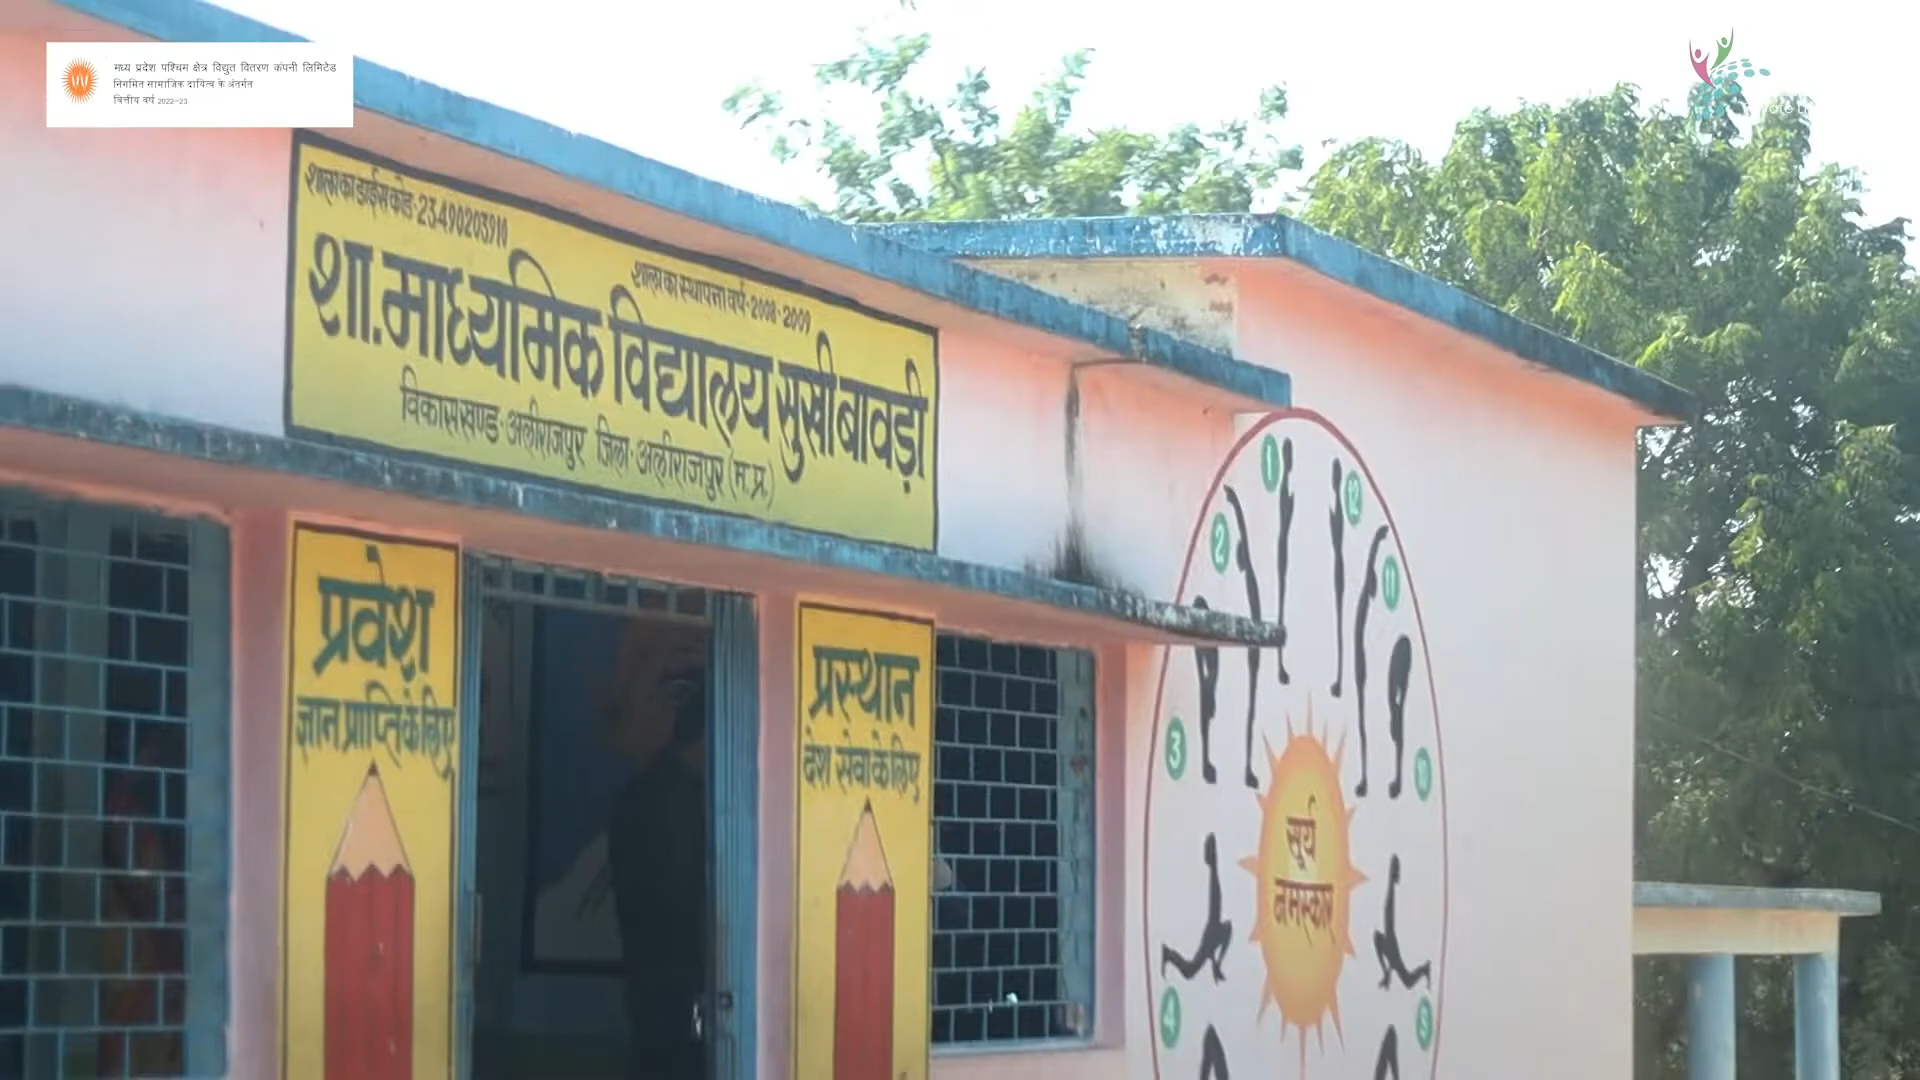 मध्य प्रदेश पश्चिम क्षेत्र विद्युत वितरण कंपनी लिमिटेड
निगमित सामाजिक दायित्व के अंतर्गत
वित्तीय वर्ष 2022-23
शाला का डाईस कोड-23490203910
शाला का स्थापना वर्ष-2008-2009
शा.माध्यमिक विद्यालय सुखीबावड़ी
विकासखण्ड-अलीराजपुर जिला-अलीराजपुर (म.प्र.)
प्रवेश
ज्ञान प्राप्ति के लिए
प्रस्थान
देश सेवा के लिए
1
12
2
11
3
10
सुर्य
नमस्कार
4
9